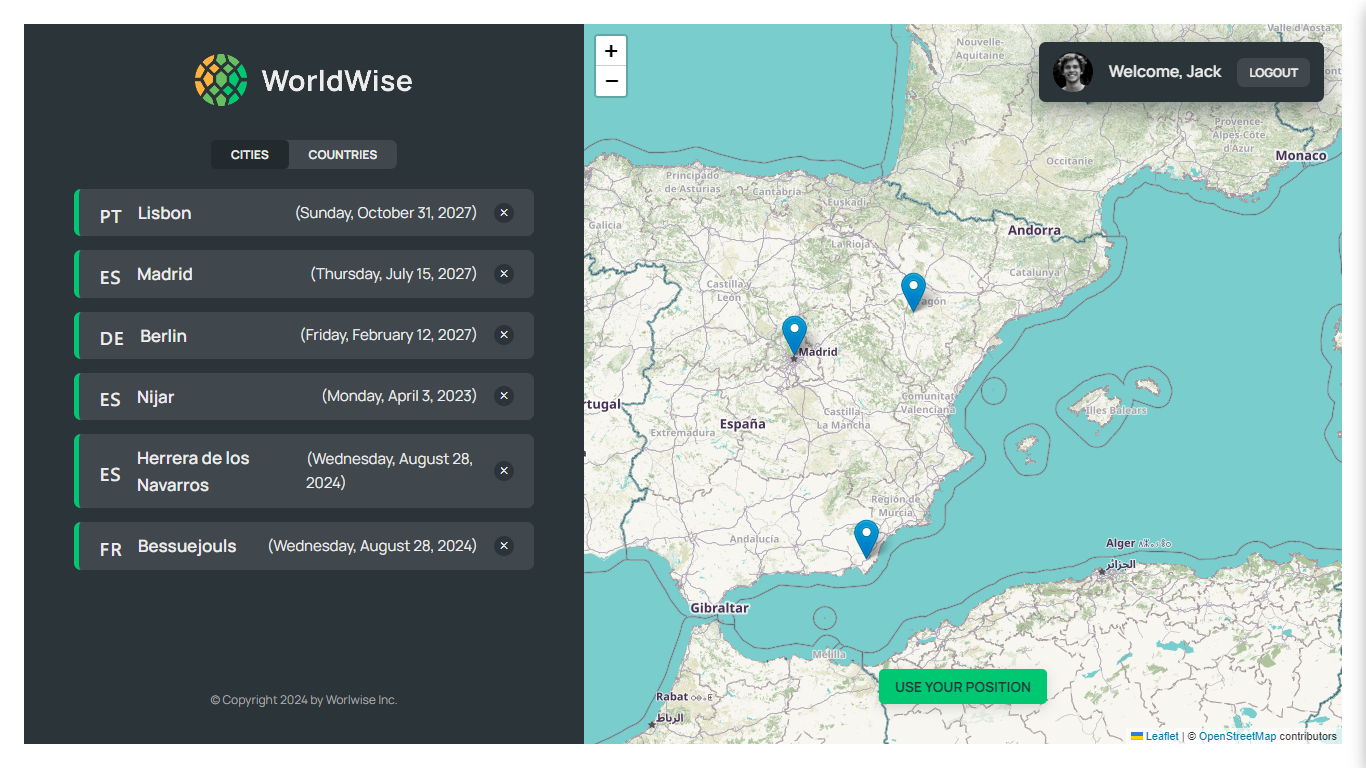 WorldWise
CITIES
COUNTRIES
PT Lisbon (Sunday, October 31, 2027) ×
ES Madrid (Thursday, July 15, 2027) ×
DE Berlin (Friday, February 12, 2027) ×
ES Nijar (Monday, April 3, 2023) ×
ES Herrera de los
Navarros
(Wednesday, August 28,
2024) ×
FR Bessuejouls (Wednesday, August 28, 2024) ×
© Copyright 2024 by Worlwise Inc.
+
−
Welcome, Jack
LOGOUT
Valle d'Aosta
Nouvelle-
Aquitaine
Provence-
Alpes-Côte
d'Azur
Monaco
Occitanie
Principado
de Asturias
Cantabria
Euskadi
Galicia
La Rioja
Andorra
Catalunya
Castilla y
León
Madrid
Comunitat
Valenciana
Castilla-
La Mancha
España
Extremadura
Illes Balears
Región de
Murcia
Andalucía
Gibraltar
Alger
الجزائر
Melilla
Rabat
الرباط
USE YOUR POSITION
Leaflet | © OpenStreetMap contributors